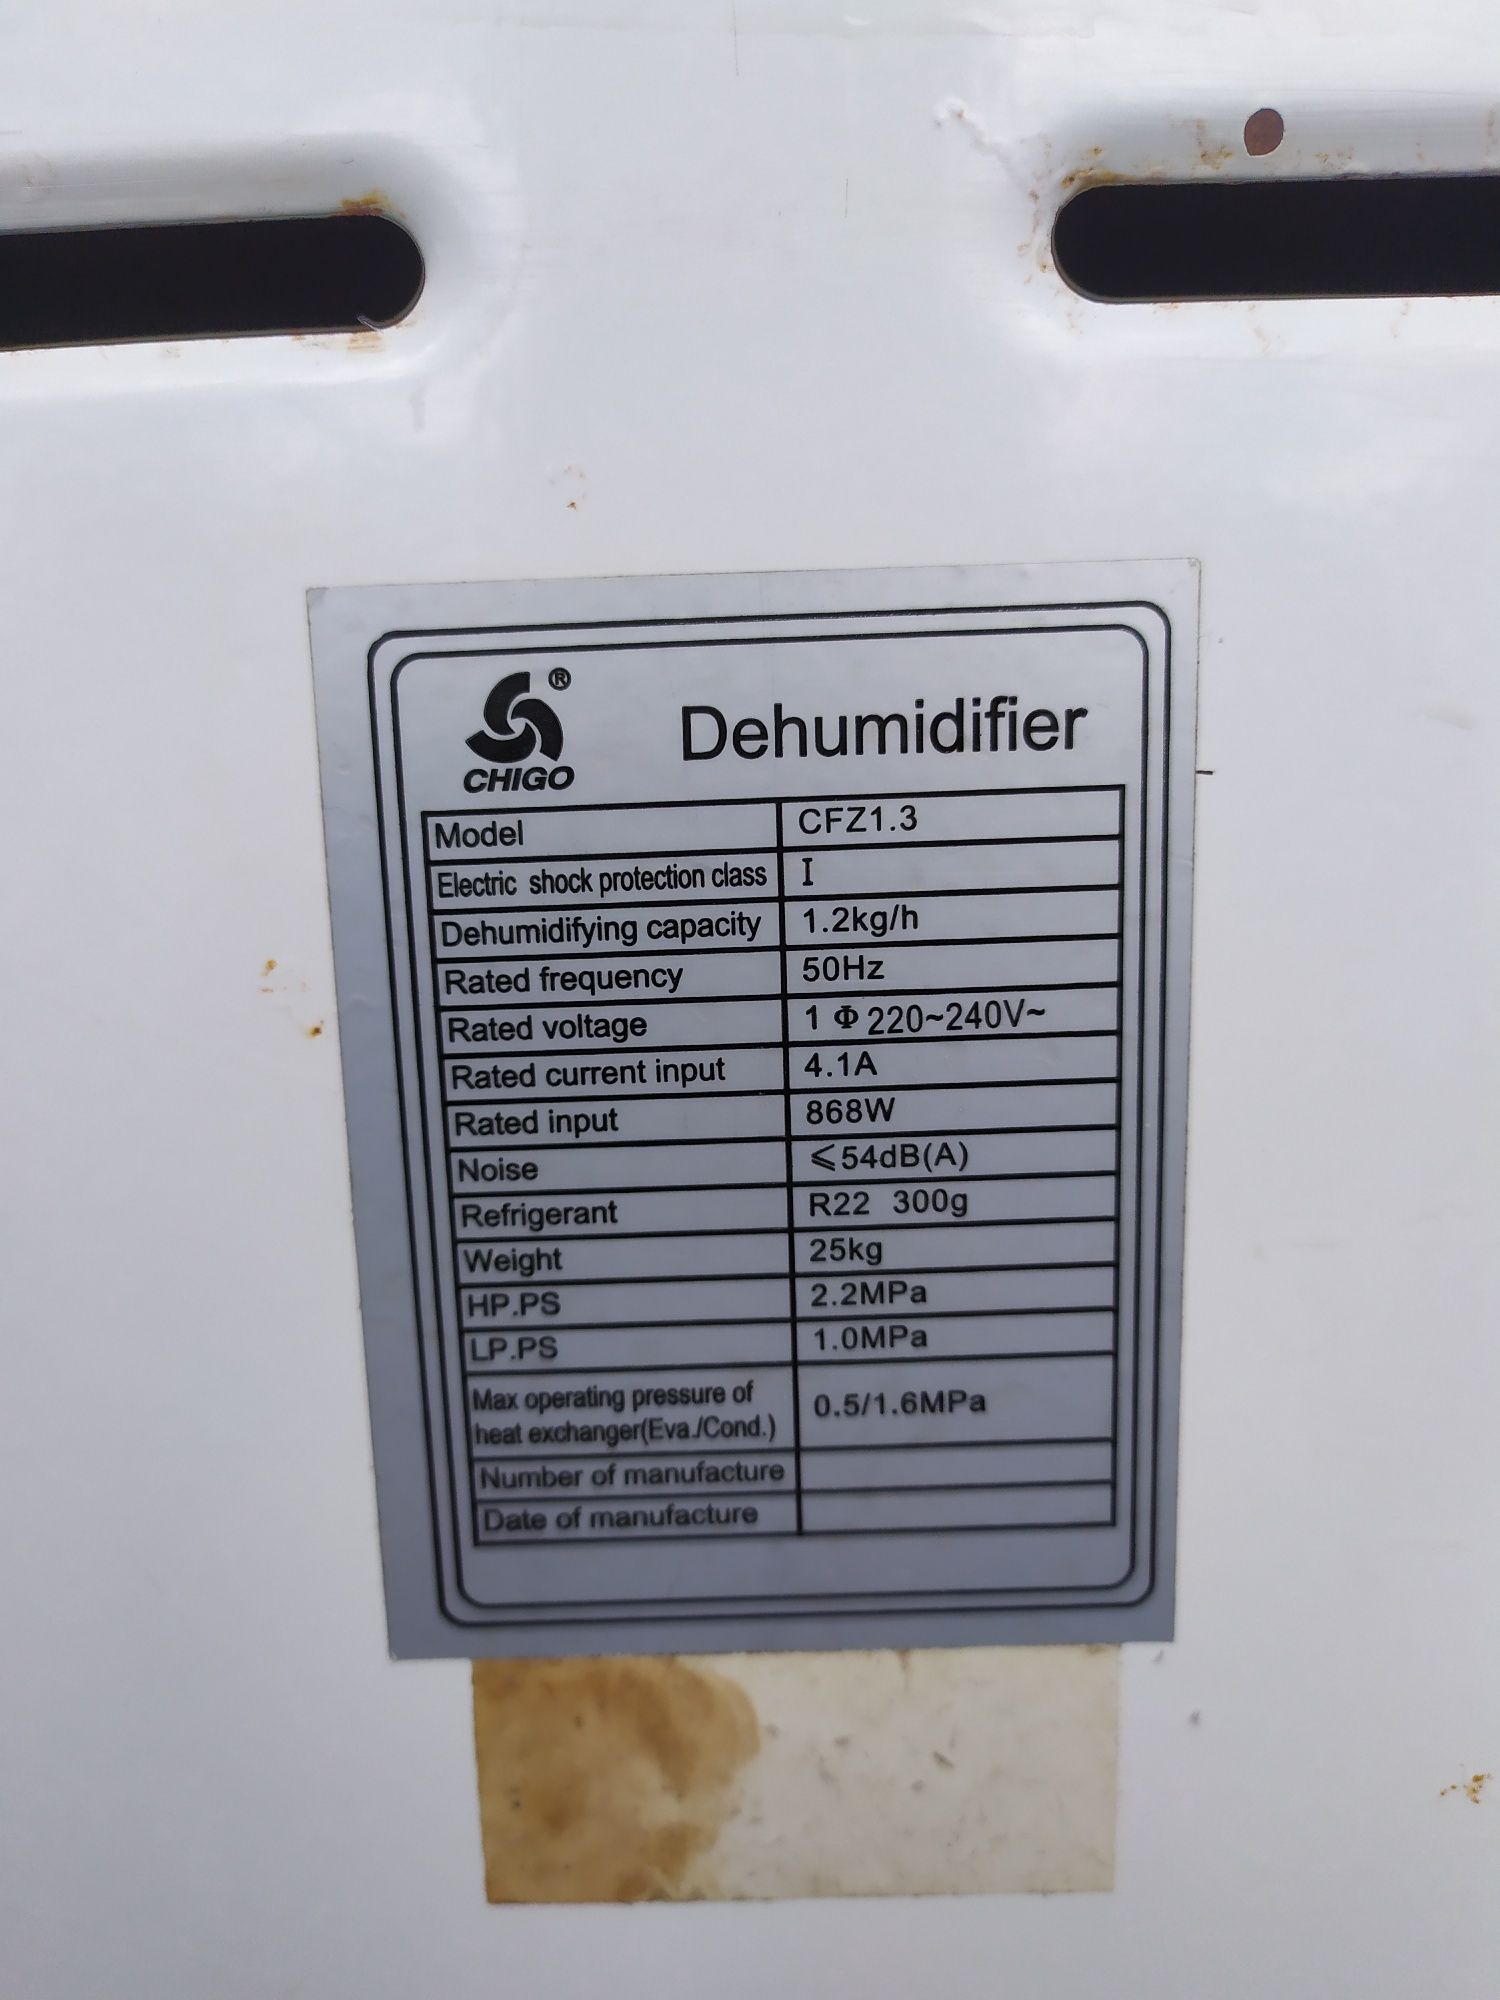 ®
CHIGO
Dehumidifier
Model CFZ1.3
Electric shock protection class I
Dehumidifying capacity 1.2kg/h
Rated frequency 50Hz
Rated voltage 1 Φ 220~240V~
Rated current input 4.1A
Rated input 868W
Noise ⩽54dB(A)
Refrigerant R22 300g
Weight 25kg
HP.PS 2.2MPa
LP.PS 1.0MPa
Max operating pressure of
heat exchanger(Eva./Cond.) 0.5/1.6MPa
Number of manufacture
Date of manufacture